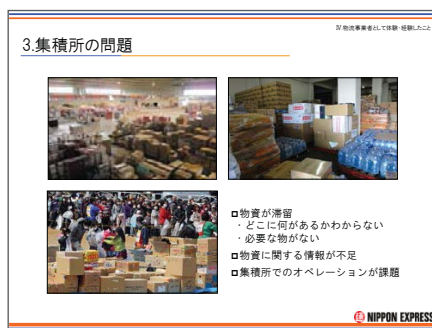 Ⅳ.物流事業者として体験・経験したこと
3.集積所の問題
物資が滞留
・どこに何があるかわからない
・必要な物がない
物資に関する情報が不足
集積所でのオペレーションが課題
NIPPON EXPRESS